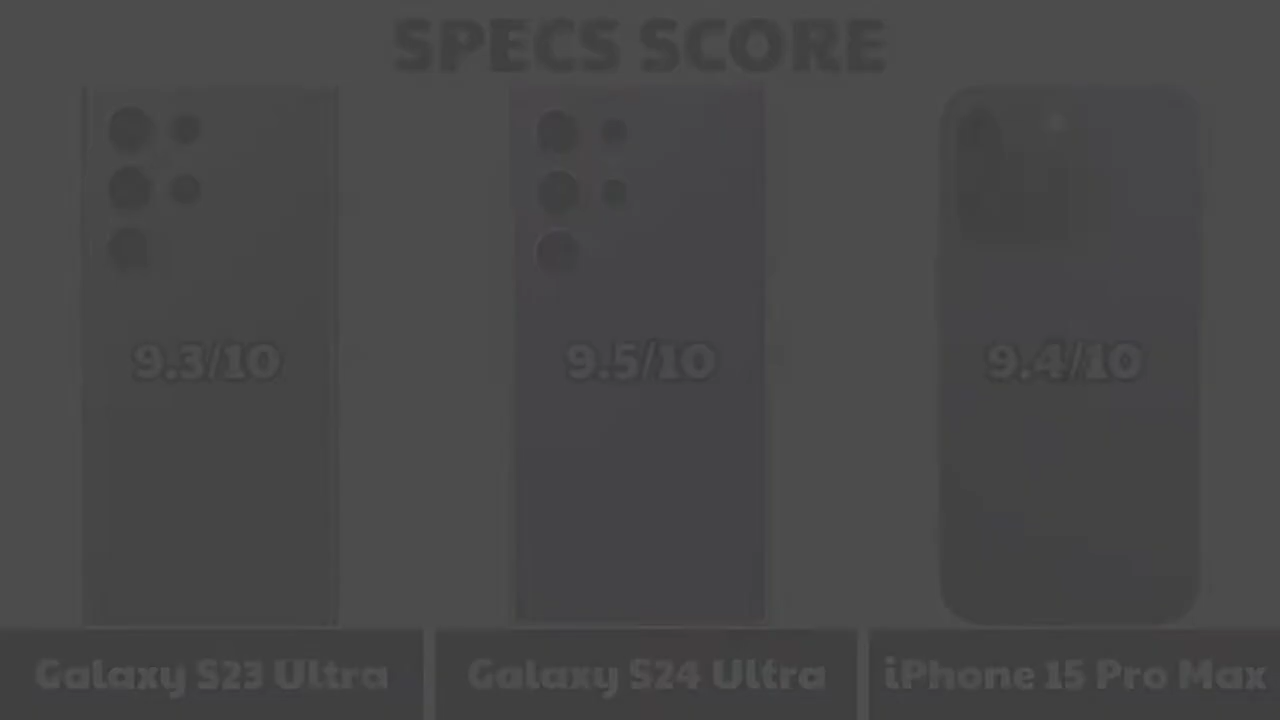 SPECS SCORE
9.3/10
9.5/10
9.4/10
Galaxy S23 Ultra
Galaxy S24 Ultra
iPhone 15 Pro Max